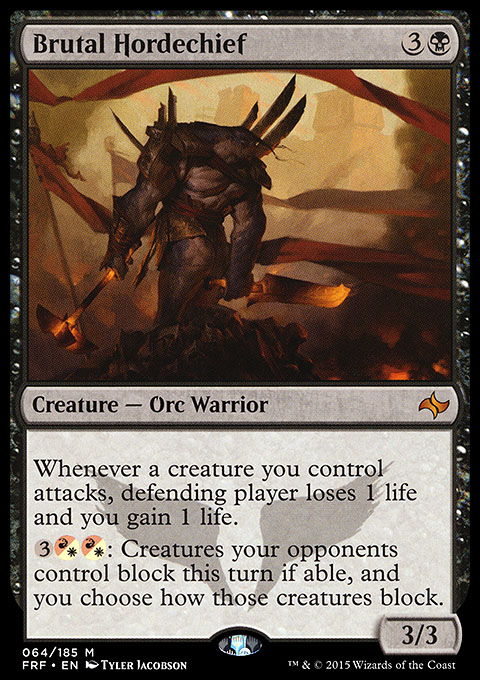 Brutal Hordechief 3
Creature — Orc Warrior
Whenever a creature you control
attacks, defending player loses 1 life
and you gain 1 life.
3: Creatures your opponents
control block this turn if able, and
you choose how those creatures block.
3/3
064/185 M
FRF • EN Tyler Jacobson
™ & © 2015 Wizards of the Coast